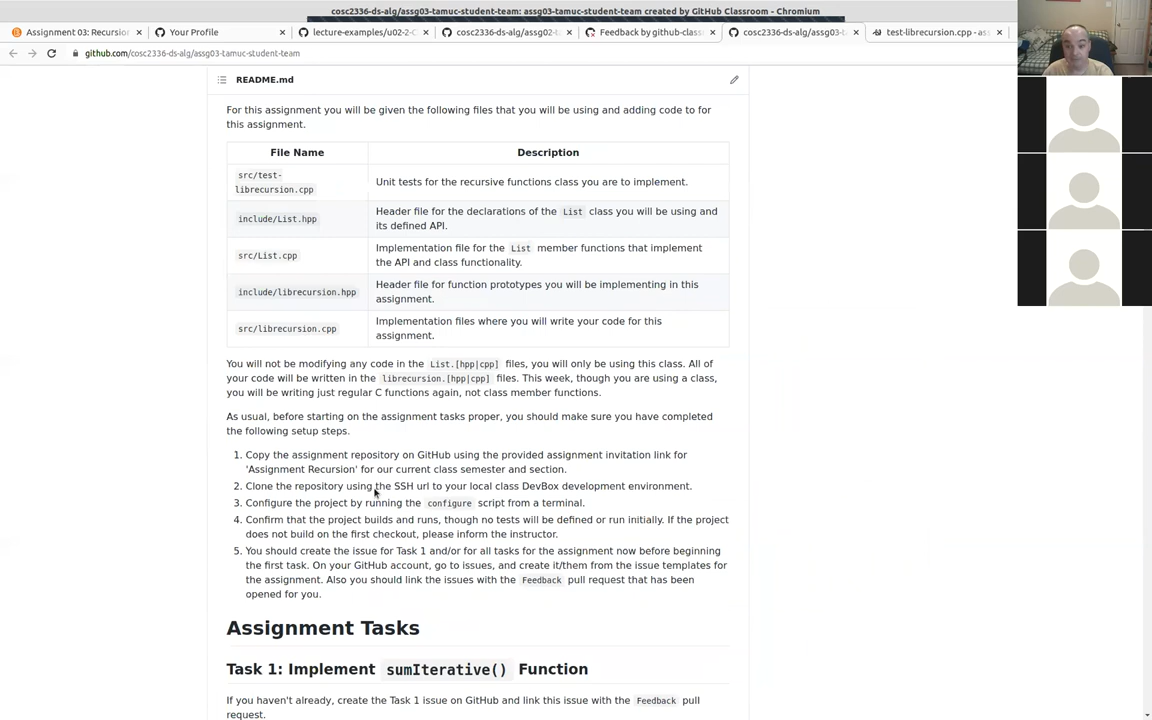 cosc2336-ds-alg/assg03-tamuc-student-team: assg03-tamuc-student-team created by GitHub Classroom - Chromium
Assignment 03: Recursion
Your Profile
lecture-examples/u02-2-C
cosc2336-ds-alg/assg02-t
Feedback by github-class
cosc2336-ds-alg/assg03-t
test-librecursion.cpp - ass
github.com/cosc2336-ds-alg/assg03-tamuc-student-team
README.md
For this assignment you will be given the following files that you will be using and adding code to for
this assignment.
File Name
Description
src/test-
librecursion.cpp
Unit tests for the recursive functions class you are to implement.
include/List.hpp
Header file for the declarations of the List class you will be using and
its defined API.
src/List.cpp
Implementation file for the List member functions that implement
the API and class functionality.
include/librecursion.hpp
Header file for function prototypes you will be implementing in this
assignment.
src/librecursion.cpp
Implementation files where you will write your code for this
assignment.
You will not be modifying any code in the List.[hpp|cpp] files, you will only be using this class. All of
your code will be written in the librecursion.[hpp|cpp] files. This week, though you are using a class,
you will be writing just regular C functions again, not class member functions.
As usual, before starting on the assignment tasks proper, you should make sure you have completed
the following setup steps.
1. Copy the assignment repository on GitHub using the provided assignment invitation link for
'Assignment Recursion' for our current class semester and section.
2. Clone the repository using the SSH url to your local class DevBox development environment.
3. Configure the project by running the configure script from a terminal.
4. Confirm that the project builds and runs, though no tests will be defined or run initially. If the project
does not build on the first checkout, please inform the instructor.
5. You should create the issue for Task 1 and/or for all tasks for the assignment now before beginning
the first task. On your GitHub account, go to issues, and create it/them from the issue templates for
the assignment. Also you should link the issues with the Feedback pull request that has been
opened for you.
Assignment Tasks
Task 1: Implement sumIterative() Function
If you haven't already, create the Task 1 issue on GitHub and link this issue with the Feedback pull
request.